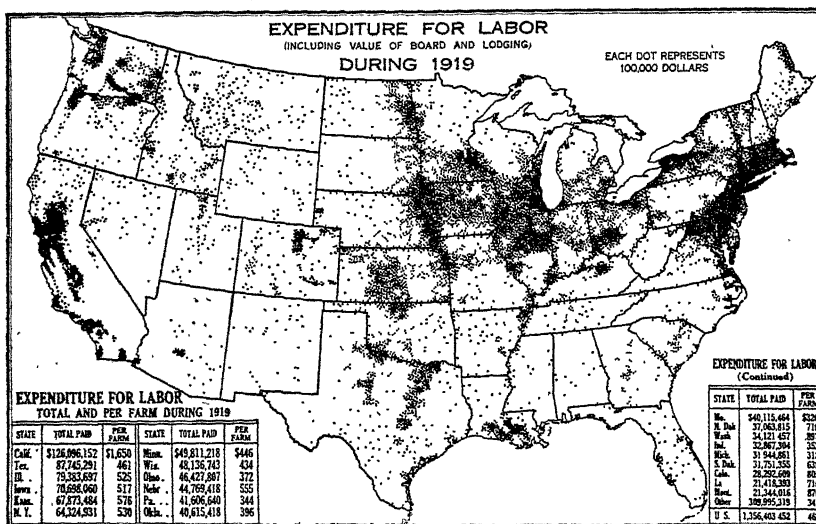 EXPENDITURE FOR LABOR
(INCLUDING VALUE OF BOARD AND LODGING)
DURING 1919
EACH DOT REPRESENTS
100,000 DOLLARS
EXPENDITURE FOR LABOR
TOTAL AND PER FARM DURING 1919
STATE TOTAL PAID PER FARM STATE TOTAL PAID PER FARM
Calif. $126,096,152 $1,650 Minn. $49,811,218 $446
Tex. 87,745,291 461 Wis. 48,136,743 434
Ill. 79,383,697 525 Ohio. 46,427,807 372
Iowa. 70,698,060 517 Nebr. 44,769,418 555
Kans. 67,873,484 576 Pa. 41,606,640 344
N. Y. 64,324,931 530 Okla. 40,615,418 396
EXPENDITURE FOR LABOR
(Continued)
STATE TOTAL PAID PER
Mo. $40,115,464
N. Dak 37,063,815
Wash 34,121,457
Ind. 32,867,304
Mich. 31,944,861
S. Dak. 31,751,355
Colo. 28,292,609
La 21,418,393
Mont. 21,344,016
Other 309,995,319
U. S. 1,356,403,452